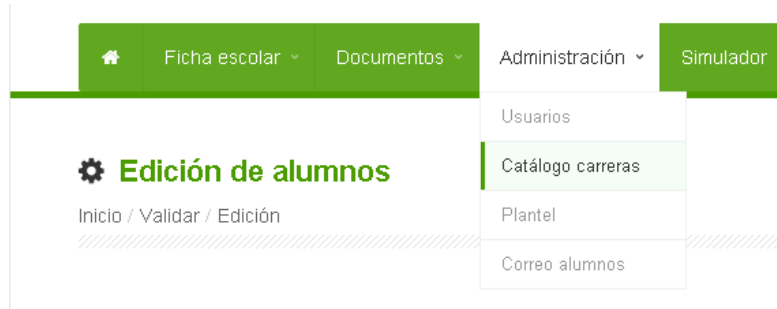 Ficha escolar Documentos Administración Simulador
Usuarios
Catálogo carreras
Edición de alumnos
Inicio / Validar / Edición
Plantel
Correo alumnos